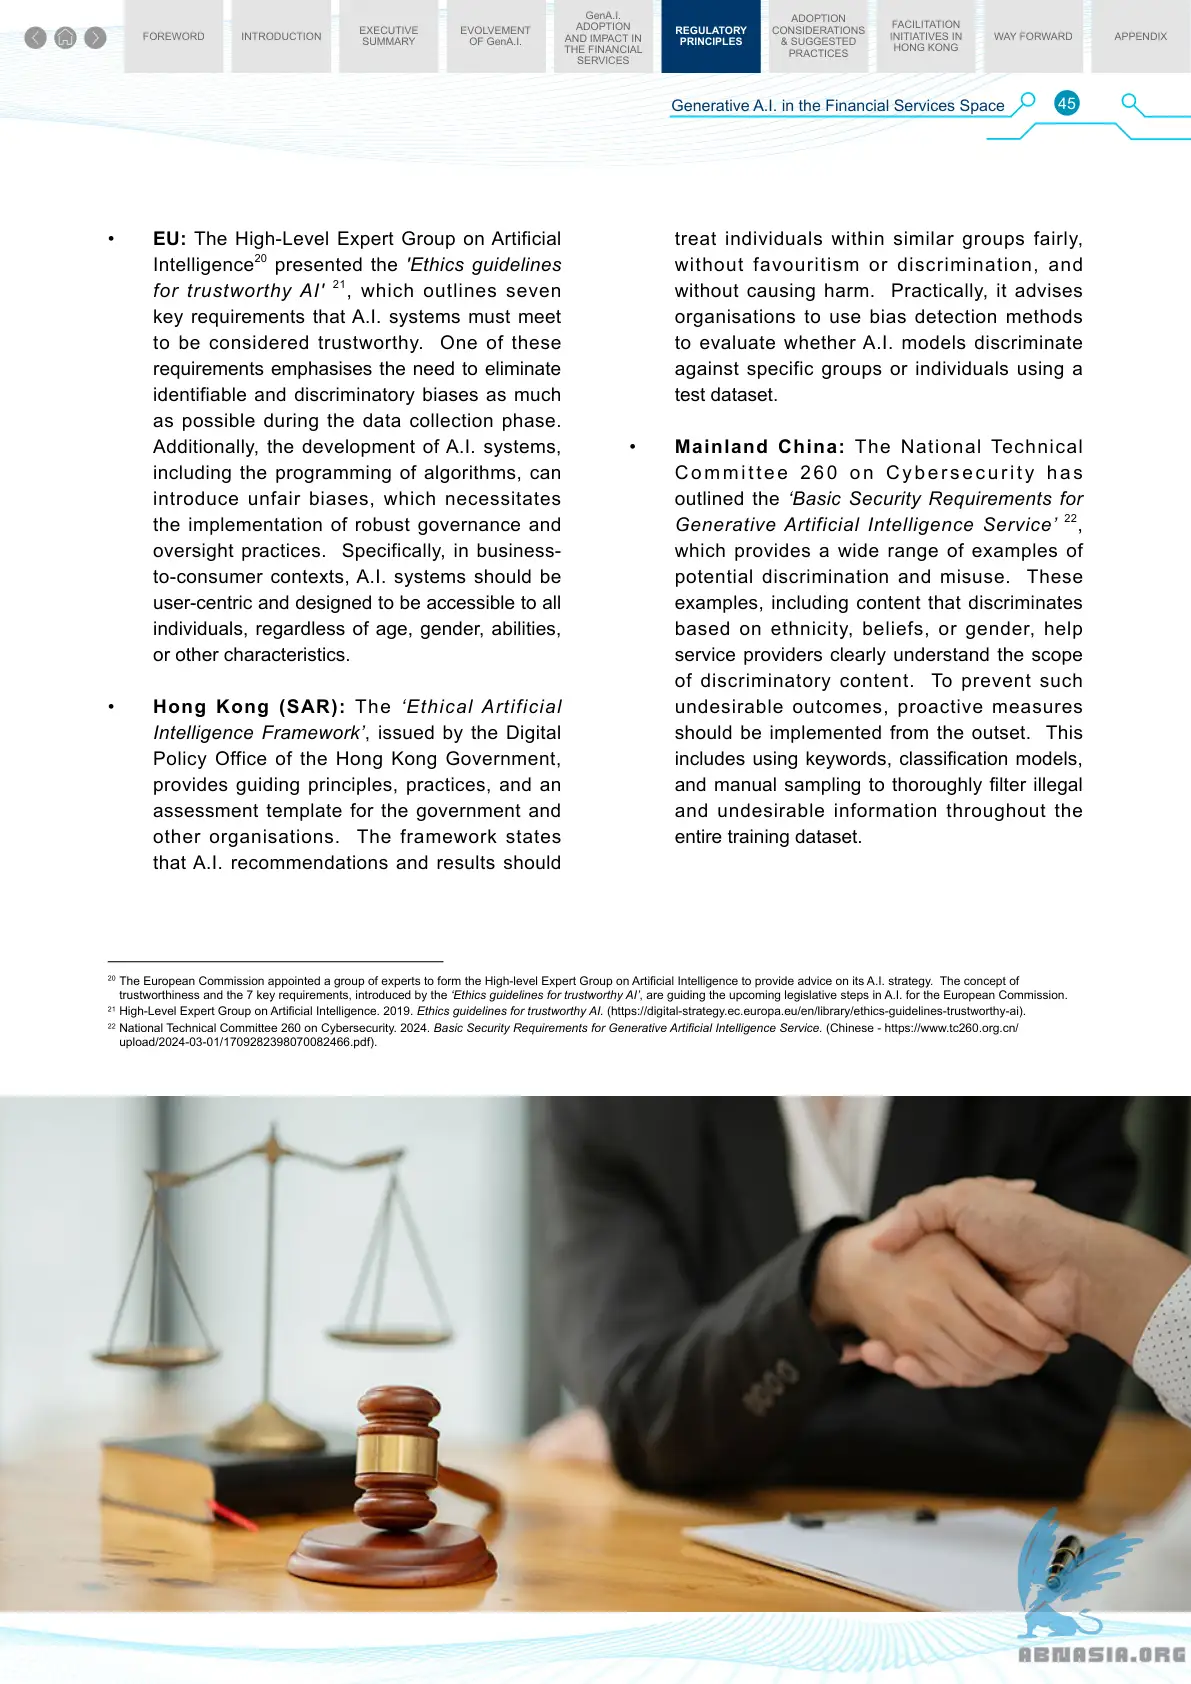 FOREWORD
INTRODUCTION
EXECUTIVE
SUMMARY
EVOLVEMENT
OF GenA.I.
GenA.I.
ADOPTION
AND IMPACT IN
THE FINANCIAL
SERVICES
REGULATORY
PRINCIPLES
ADOPTION
CONSIDERATIONS
& SUGGESTED
PRACTICES
FACILITATION
INITIATIVES IN
HONG KONG
WAY FORWARD
APPENDIX
Generative A.I. in the Financial Services Space 45
• EU: The High-Level Expert Group on Artificial
Intelligence20 presented the 'Ethics guidelines
for trustworthy AI' 21, which outlines seven
key requirements that A.I. systems must meet
to be considered trustworthy. One of these
requirements emphasises the need to eliminate
identifiable and discriminatory biases as much
as possible during the data collection phase.
Additionally, the development of A.I. systems,
including the programming of algorithms, can
introduce unfair biases, which necessitates
the implementation of robust governance and
oversight practices. Specifically, in business-
to-consumer contexts, A.I. systems should be
user-centric and designed to be accessible to all
individuals, regardless of age, gender, abilities,
or other characteristics.
• Hong Kong (SAR): The ‘Ethical Artificial
Intelligence Framework’, issued by the Digital
Policy Office of the Hong Kong Government,
provides guiding principles, practices, and an
assessment template for the government and
other organisations. The framework states
that A.I. recommendations and results should
treat individuals within similar groups fairly,
without favouritism or discrimination, and
without causing harm. Practically, it advises
organisations to use bias detection methods
to evaluate whether A.I. models discriminate
against specific groups or individuals using a
test dataset.
• Mainland China: The National Technical
Committee 260 on Cybersecurity has
outlined the ‘Basic Security Requirements for
Generative Artificial Intelligence Service’ 22,
which provides a wide range of examples of
potential discrimination and misuse. These
examples, including content that discriminates
based on ethnicity, beliefs, or gender, help
service providers clearly understand the scope
of discriminatory content. To prevent such
undesirable outcomes, proactive measures
should be implemented from the outset. This
includes using keywords, classification models,
and manual sampling to thoroughly filter illegal
and undesirable information throughout the
entire training dataset.
20 The European Commission appointed a group of experts to form the High-level Expert Group on Artificial Intelligence to provide advice on its A.I. strategy. The concept of
trustworthiness and the 7 key requirements, introduced by the ‘Ethics guidelines for trustworthy AI’, are guiding the upcoming legislative steps in A.I. for the European Commission.
21 High-Level Expert Group on Artificial Intelligence. 2019. Ethics guidelines for trustworthy AI. (https://digital-strategy.ec.europa.eu/en/library/ethics-guidelines-trustworthy-ai).
22 National Technical Committee 260 on Cybersecurity. 2024. Basic Security Requirements for Generative Artificial Intelligence Service. (Chinese - https://www.tc260.org.cn/
upload/2024-03-01/1709282398070082466.pdf).
ABNASIA.ORG